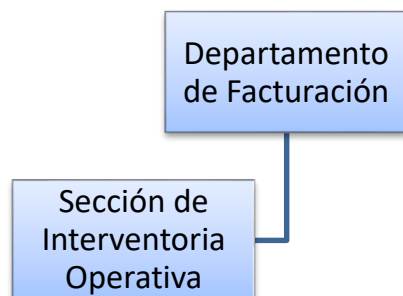 Departamento
de Facturación
Sección de
Interventoria
Operativa